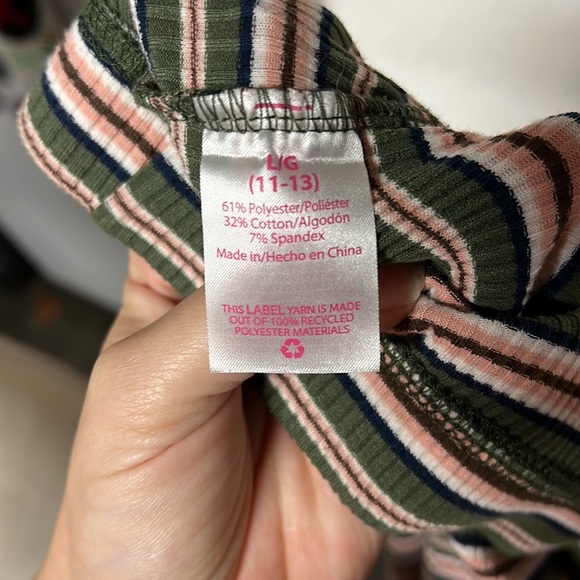 L/G
(11-13)
61% Polyester/Poliéster
32% Cotton/Algodón
7% Spandex
Made in/Hecho en China
THIS LABEL YARN IS MADE
OUT OF 100% RECYCLED
POLYESTER MATERIALS